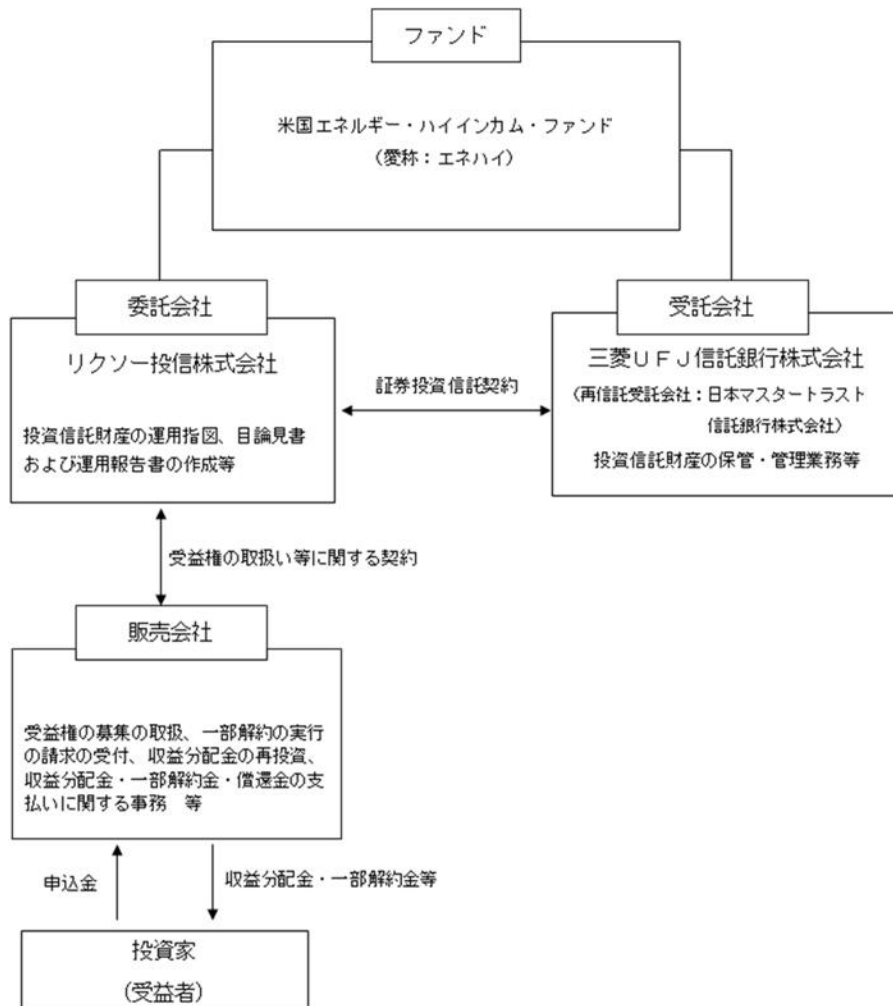 ファンド
米国エネルギー・ハイインカム・ファンド
(愛称：エネハイ)
委託会社
リクソー投信株式会社
投資信託財産の運用指図、目論見書
および運用報告書の作成等
証券投資信託契約
受託会社
三菱ＵＦＪ信託銀行株式会社
(再信託受託会社：日本マスタートラスト
信託銀行株式会社)
投資信託財産の保管・管理業務等
受益権の取扱い等に関する契約
販売会社
受益権の募集の取扱、一部解約の実行
の請求の受付、収益分配金の再投資、
収益分配金・一部解約金・償還金の支
払いに関する事務　等
申込金
収益分配金・一部解約金等
投資家
(受益者)